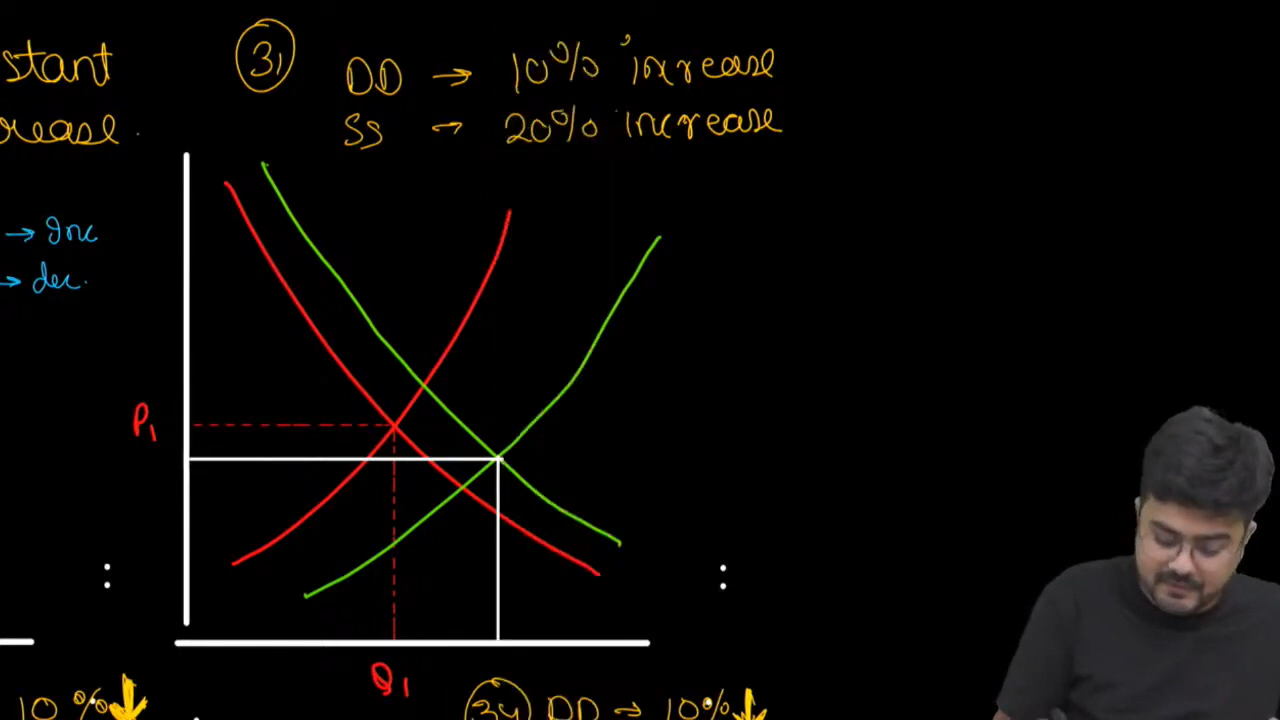 stant
rease.
→ Inc
→ dec.
31
DD → 10% increase
SS → 20% increase
P1
:
:
Q1
10 %↓
34 DD → 10%↓